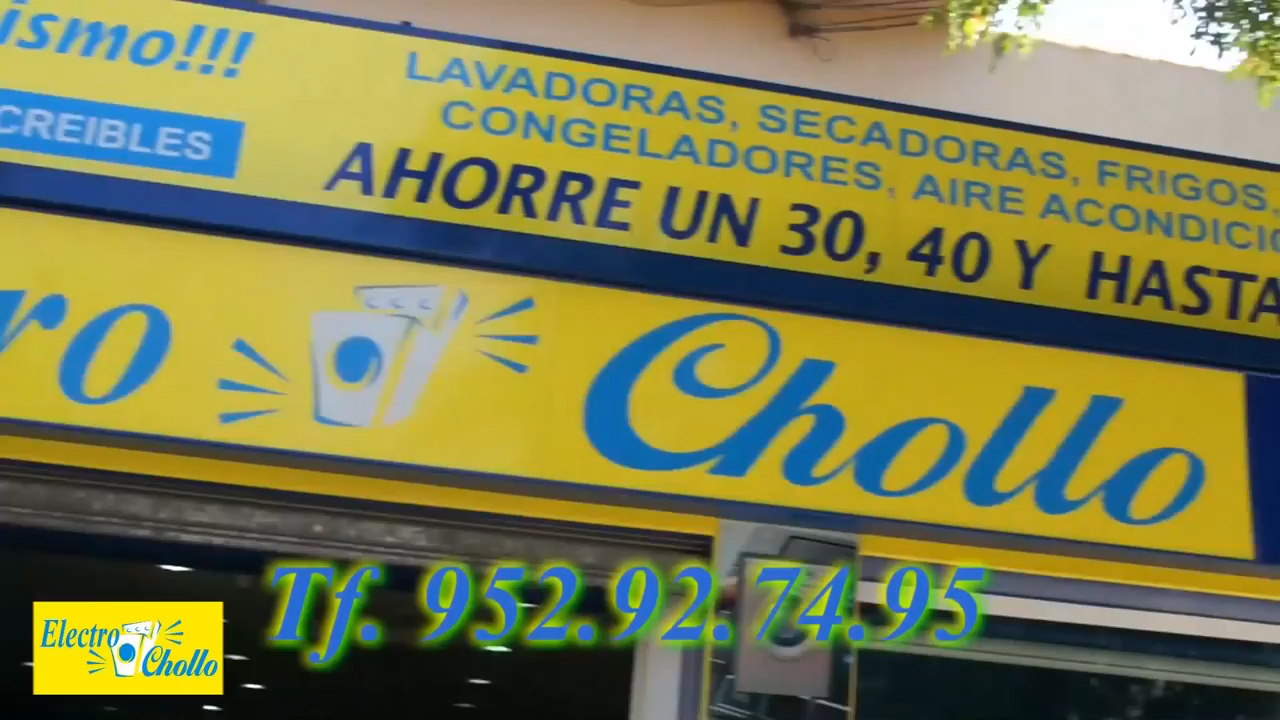 ismo!!!
CREIBLES
LAVADORAS, SECADORAS, FRIGOS,
CONGELADORES, AIRE ACONDICIO
AHORRE UN 30, 40 Y HASTA
ro Chollo
Tf. 952.92.74.95
Electro
Chollo